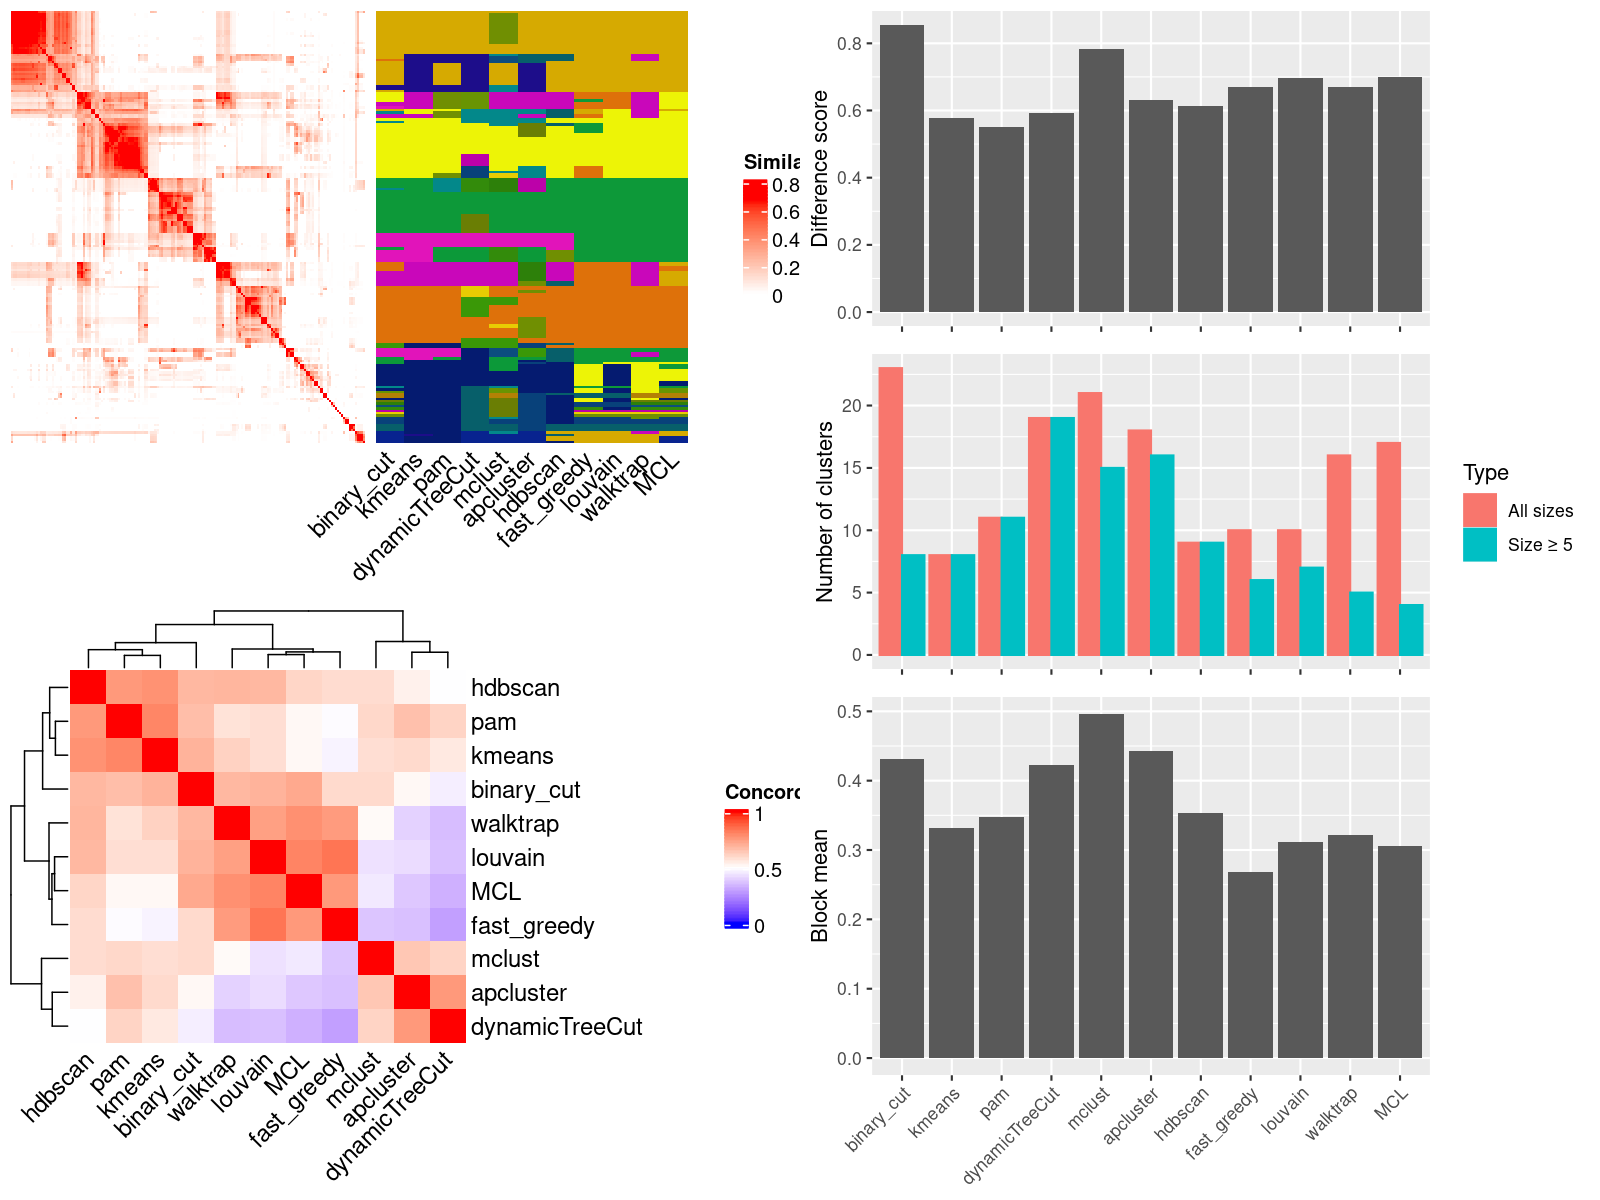 Simila
0.8
0.6
0.4
0.2
0
binary_cut
kmeans
pam
dynamicTreeCut
mclust
apcluster
hdbscan
fast_greedy
louvain
walktrap
MCL
Difference score
0.8
0.6
0.4
0.2
0.0
Number of clusters
20
15
10
5
0
Type
All sizes
Size ≥ 5
hdbscan
pam
kmeans
binary_cut
walktrap
louvain
MCL
fast_greedy
mclust
apcluster
dynamicTreeCut
hdbscan
pam
kmeans
binary_cut
walktrap
louvain
MCL
fast_greedy
mclust
apcluster
dynamicTreeCut
Concord
1
0.5
0
Block mean
0.5
0.4
0.3
0.2
0.1
0.0
binary_cut
kmeans
pam
dynamicTreeCut
mclust
apcluster
hdbscan
fast_greedy
louvain
walktrap
MCL